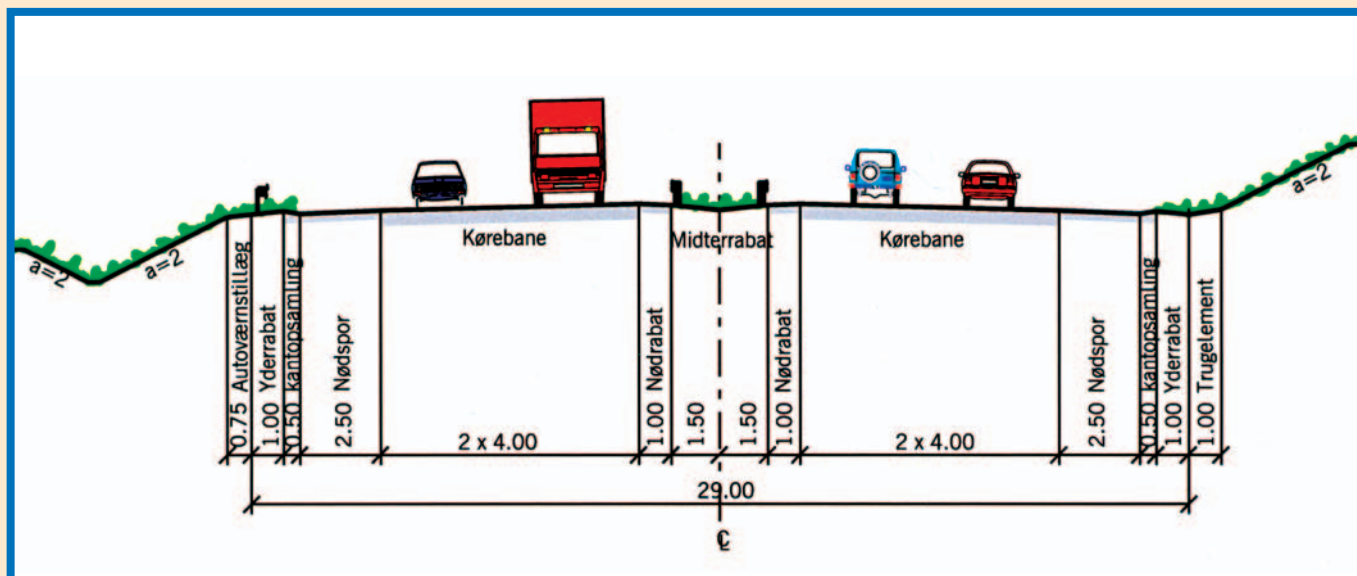 a=2
a=2
a=2
Kørebane
Midterrabat
Kørebane
0.75 Autoværnstillæg
1.00 Yderrabat
0.50 kantopsamling
2.50 Nødspor
2 x 4.00
1.00 Nødrabat
1.50
1.50
1.00 Nødrabat
2 x 4.00
2.50 Nødspor
0.50 kantopsamling
1.00 Yderrabat
1.00 Trugelement
29.00
℄